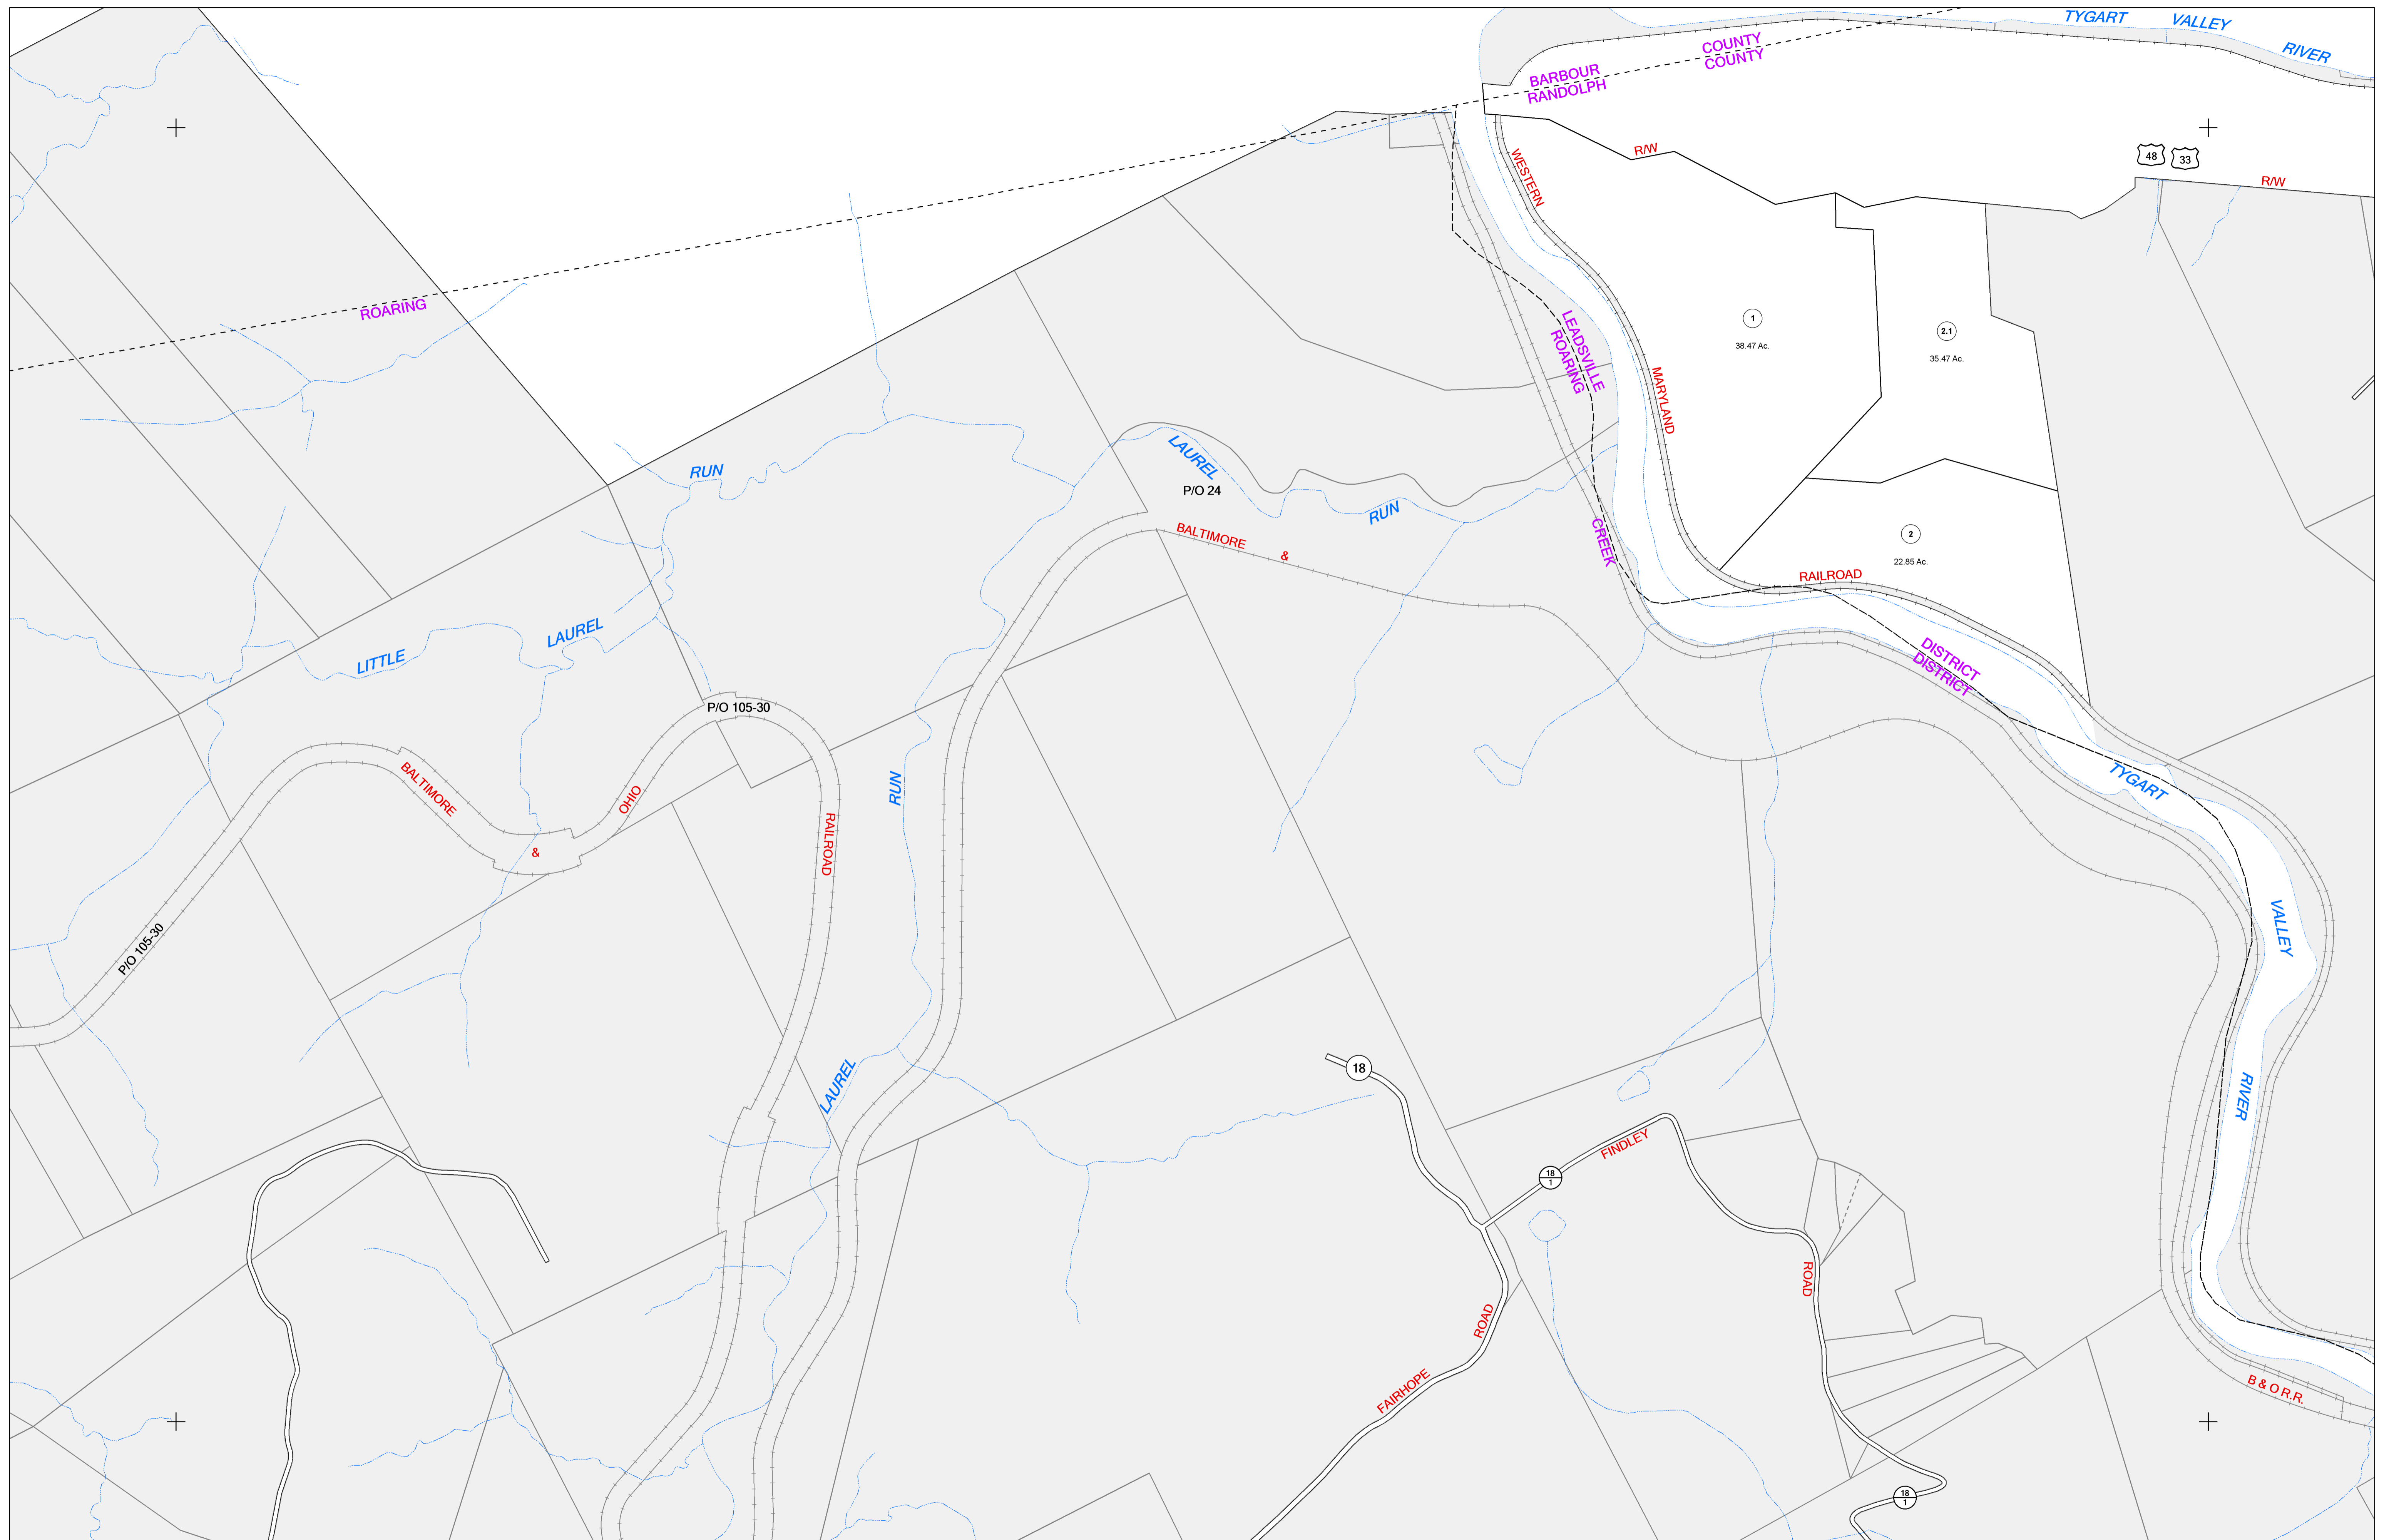 TYGART VALLEY RIVER
BARBOUR COUNTY
RANDOLPH COUNTY
48 33
R/W
R/W
WESTERN MARYLAND RAILROAD
ROARING
LEADSVILLE
ROARING
CREEK
DISTRICT
DISTRICT
1
38.47 Ac.
2.1
35.47 Ac.
2
22.85 Ac.
LAUREL RUN
P/O 24
BALTIMORE &
LITTLE LAUREL RUN
P/O 105-30
BALTIMORE & OHIO RAILROAD
P/O 105-30
LAUREL RUN
TYGART VALLEY RIVER
18
18
1
FINDLEY ROAD
FAIRHOPE ROAD
B & O R.R.
18
1